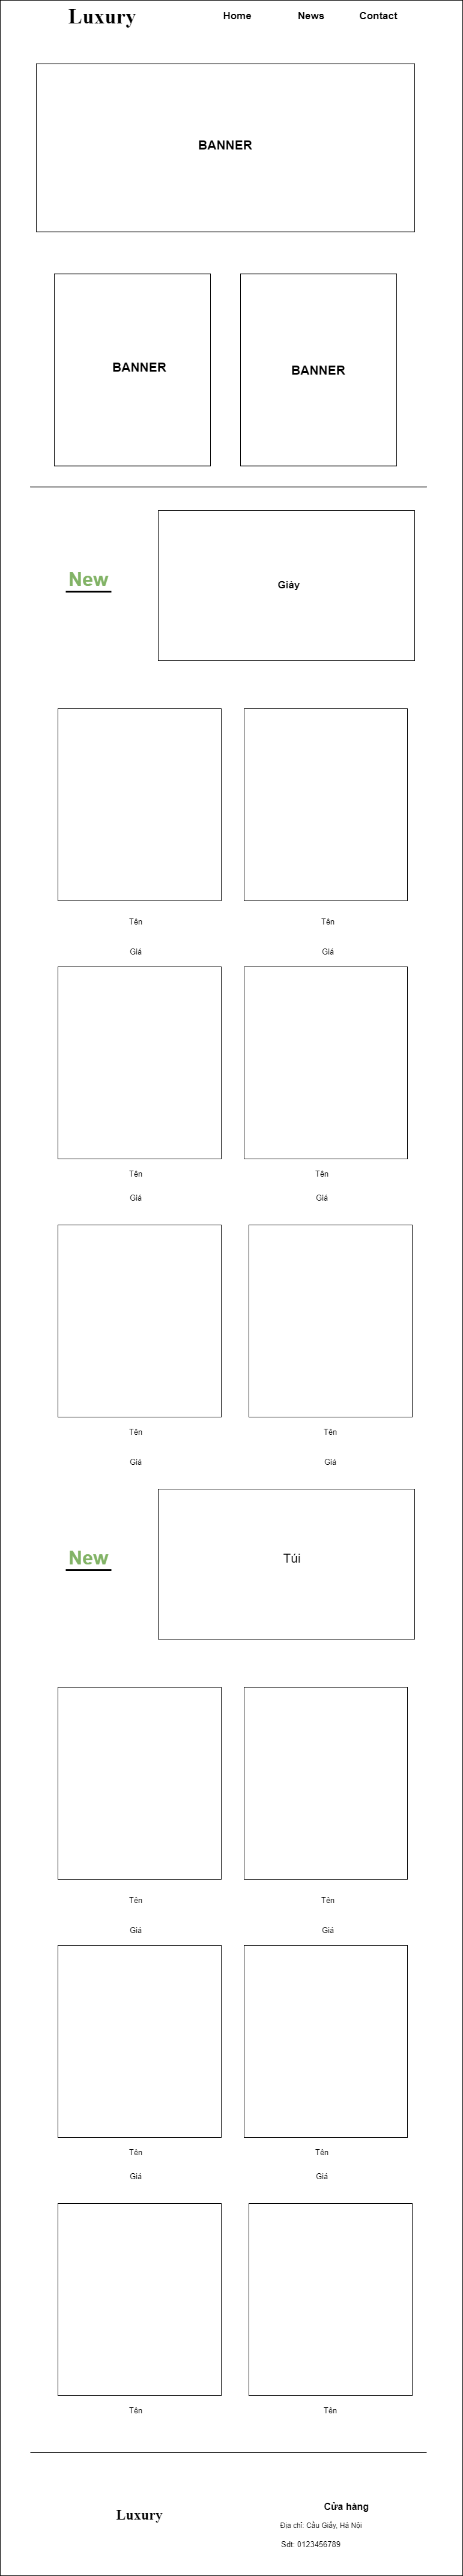 Luxury Home News Contact
BANNER
BANNER BANNER
New
Giày
Tên Tên
Giá Giá
Tên Tên
Giá Giá
Tên Tên
Giá Giá
New
Túi
Tên Tên
Giá Giá
Tên Tên
Giá Giá
Tên Tên
Luxury
Cửa hàng
Địa chỉ: Cầu Giấy, Hà Nội
Sdt: 0123456789